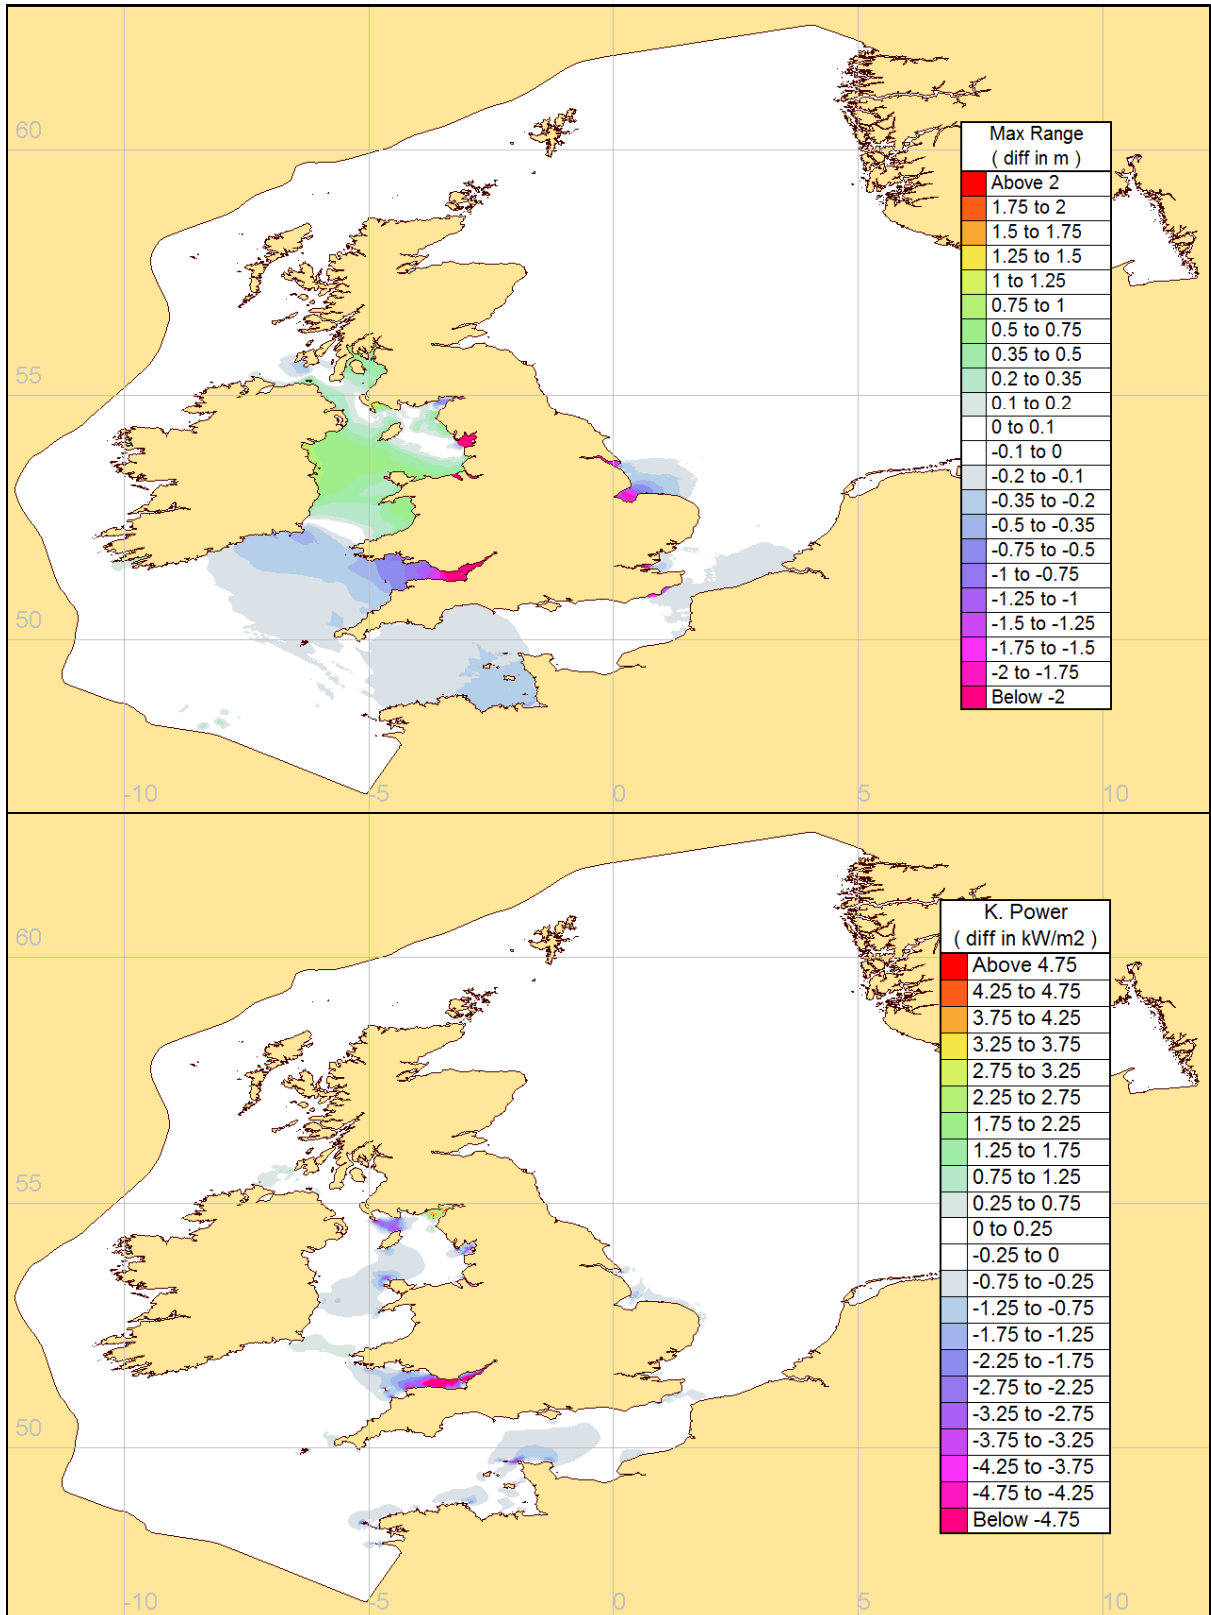 60
55
50
-10
-5
0
5
10
Max Range
( diff in m )
Above 2
1.75 to 2
1.5 to 1.75
1.25 to 1.5
1 to 1.25
0.75 to 1
0.5 to 0.75
0.35 to 0.5
0.2 to 0.35
0.1 to 0.2
0 to 0.1
-0.1 to 0
-0.2 to -0.1
-0.35 to -0.2
-0.5 to -0.35
-0.75 to -0.5
-1 to -0.75
-1.25 to -1
-1.5 to -1.25
-1.75 to -1.5
-2 to -1.75
Below -2
60
55
50
-10
-5
0
5
10
K. Power
( diff in kW/m2 )
Above 4.75
4.25 to 4.75
3.75 to 4.25
3.25 to 3.75
2.75 to 3.25
2.25 to 2.75
1.75 to 2.25
1.25 to 1.75
0.75 to 1.25
0.25 to 0.75
0 to 0.25
-0.25 to 0
-0.75 to -0.25
-1.25 to -0.75
-1.75 to -1.25
-2.25 to -1.75
-2.75 to -2.25
-3.25 to -2.75
-3.75 to -3.25
-4.25 to -3.75
-4.75 to -4.25
Below -4.75